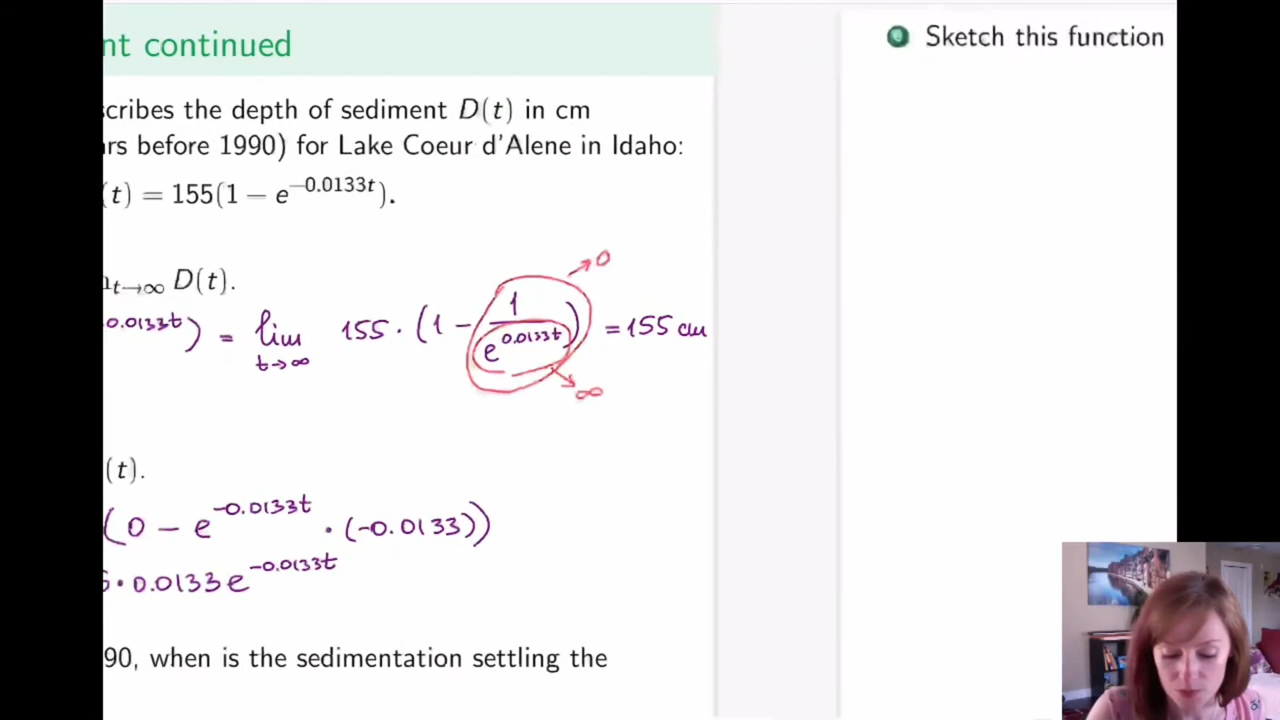 nt continued
scribes the depth of sediment D(t) in cm
rs before 1990) for Lake Coeur d'Alene in Idaho:
(t) = 155(1 − e^{−0.0133t}).
t→∞ D(t).
0.0133t) = lim t→∞ 155 · (1 − 1/e^{0.0133t}) = 155 cm
→ 0
→ ∞
(t).
(0 − e^{−0.0133t} · (−0.0133))
5 · 0.0133e^{−0.0133t}
90, when is the sedimentation settling the
e Sketch this function